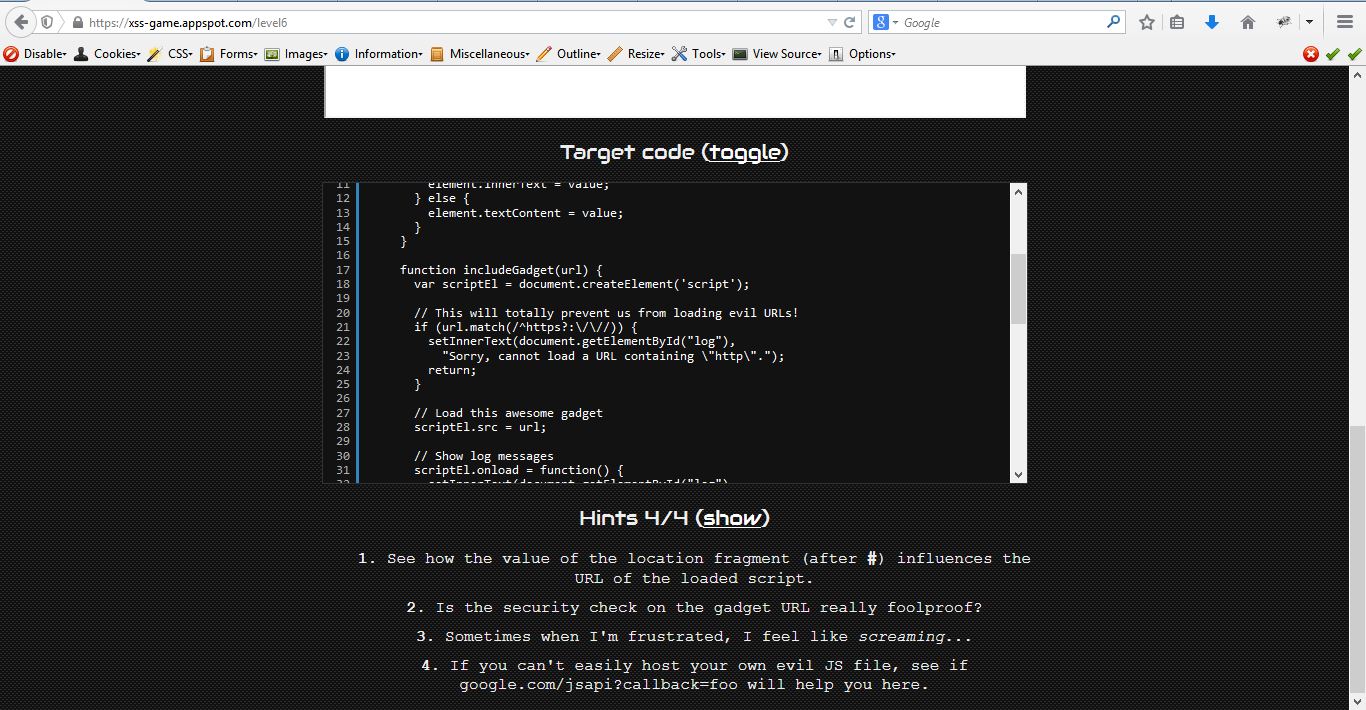 https://xss-game.appspot.com/level6
Google
Disable Cookies CSS Forms Images Information Miscellaneous Outline Resize Tools View Source Options
Target code (toggle)
11 element.innerText = value;
12 } else {
13 element.textContent = value;
14 }
15 }
16
17 function includeGadget(url) {
18 var scriptEl = document.createElement('script');
19
20 // This will totally prevent us from loading evil URLs!
21 if (url.match(/^https?:\/\//)) {
22 setInnerText(document.getElementById("log"),
23 "Sorry, cannot load a URL containing \"http\".");
24 return;
25 }
26
27 // Load this awesome gadget
28 scriptEl.src = url;
29
30 // Show log messages
31 scriptEl.onload = function() {
32 setInnerText(document.getElementById("log"),
Hints 4/4 (show)
1. See how the value of the location fragment (after #) influences the
URL of the loaded script.
2. Is the security check on the gadget URL really foolproof?
3. Sometimes when I'm frustrated, I feel like screaming...
4. If you can't easily host your own evil JS file, see if
google.com/jsapi?callback=foo will help you here.